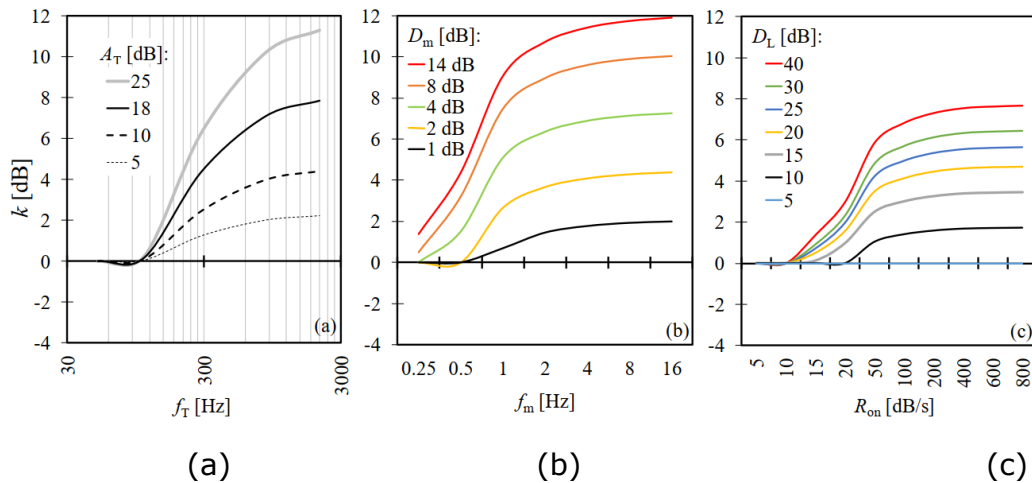 k [dB]
12
10
8
6
4
2
0
-2
-4
A_T [dB]:
25
18
10
5
(a)
30
300
3000
f_T [Hz]
12
10
8
6
4
2
0
-2
-4
D_m [dB]:
14 dB
8 dB
4 dB
2 dB
1 dB
(b)
0.25 0.5 1 2 4 8 16
f_m [Hz]
12
10
8
6
4
2
0
-2
-4
D_L [dB]:
40
30
25
20
15
10
5
(c)
5 10 15 20 50 100 200 400 600 800
R_on [dB/s]
(a) (b) (c)